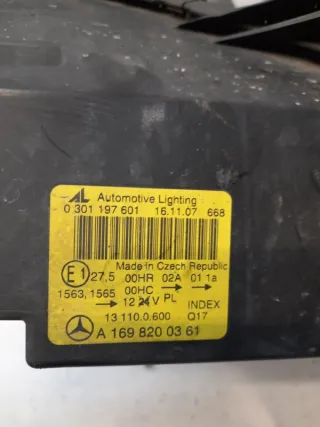 AL Automotive Lighting
0 301 197 601 16.11.07 668
Made in Czech Republic
E1 27.5 00HR 02A 01 1a
1563, 1565 00HC → →
→ 12 24 V PL INDEX
13 110.0.600 Q17
A 169 820 03 61